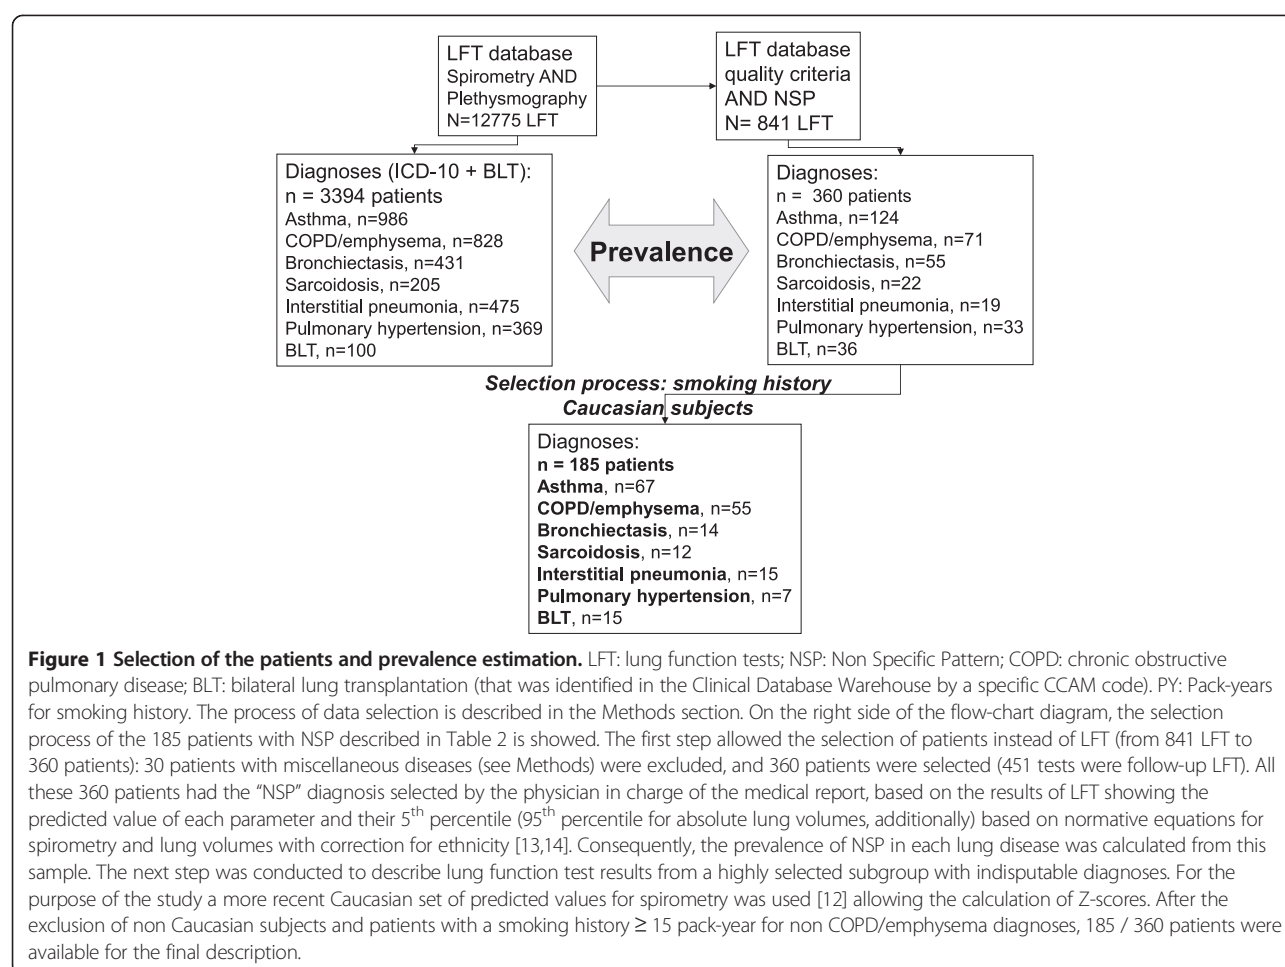 LFT database
Spirometry AND
Plethysmography
N=12775 LFT
LFT database
quality criteria
AND NSP
N= 841 LFT
Diagnoses (ICD-10 + BLT):
n = 3394 patients
Asthma, n=986
COPD/emphysema, n=828
Bronchiectasis, n=431
Sarcoidosis, n=205
Interstitial pneumonia, n=475
Pulmonary hypertension, n=369
BLT, n=100
Prevalence
Diagnoses:
n = 360 patients
Asthma, n=124
COPD/emphysema, n=71
Bronchiectasis, n=55
Sarcoidosis, n=22
Interstitial pneumonia, n=19
Pulmonary hypertension, n=33
BLT, n=36
Selection process: smoking history
Caucasian subjects
Diagnoses:
n = 185 patients
Asthma, n=67
COPD/emphysema, n=55
Bronchiectasis, n=14
Sarcoidosis, n=12
Interstitial pneumonia, n=15
Pulmonary hypertension, n=7
BLT, n=15
Figure 1 Selection of the patients and prevalence estimation. LFT: lung function tests; NSP: Non Specific Pattern; COPD: chronic obstructive
pulmonary disease; BLT: bilateral lung transplantation (that was identified in the Clinical Database Warehouse by a specific CCAM code). PY: Pack-years
for smoking history. The process of data selection is described in the Methods section. On the right side of the flow-chart diagram, the selection
process of the 185 patients with NSP described in Table 2 is showed. The first step allowed the selection of patients instead of LFT (from 841 LFT to
360 patients): 30 patients with miscellaneous diseases (see Methods) were excluded, and 360 patients were selected (451 tests were follow-up LFT). All
these 360 patients had the “NSP” diagnosis selected by the physician in charge of the medical report, based on the results of LFT showing the
predicted value of each parameter and their 5th percentile (95th percentile for absolute lung volumes, additionally) based on normative equations for
spirometry and lung volumes with correction for ethnicity [13,14]. Consequently, the prevalence of NSP in each lung disease was calculated from this
sample. The next step was conducted to describe lung function test results from a highly selected subgroup with indisputable diagnoses. For the
purpose of the study a more recent Caucasian set of predicted values for spirometry was used [12] allowing the calculation of Z-scores. After the
exclusion of non Caucasian subjects and patients with a smoking history ≥ 15 pack-year for non COPD/emphysema diagnoses, 185 / 360 patients were
available for the final description.